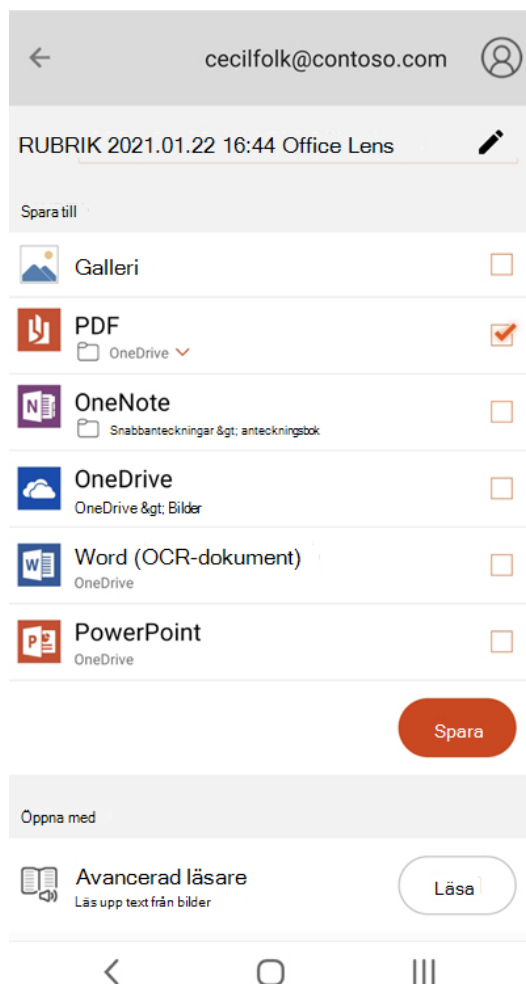 cecilfolk@contoso.com
RUBRIK 2021.01.22 16:44 Office Lens
Spara till
Galleri
PDF
OneDrive
OneNote
Snabbanteckningar &gt; anteckningsbok
OneDrive
OneDrive &gt; Bilder
Word (OCR-dokument)
OneDrive
PowerPoint
OneDrive
Spara
Öppna med
Avancerad läsare
Läs upp text från bilder
Läsa